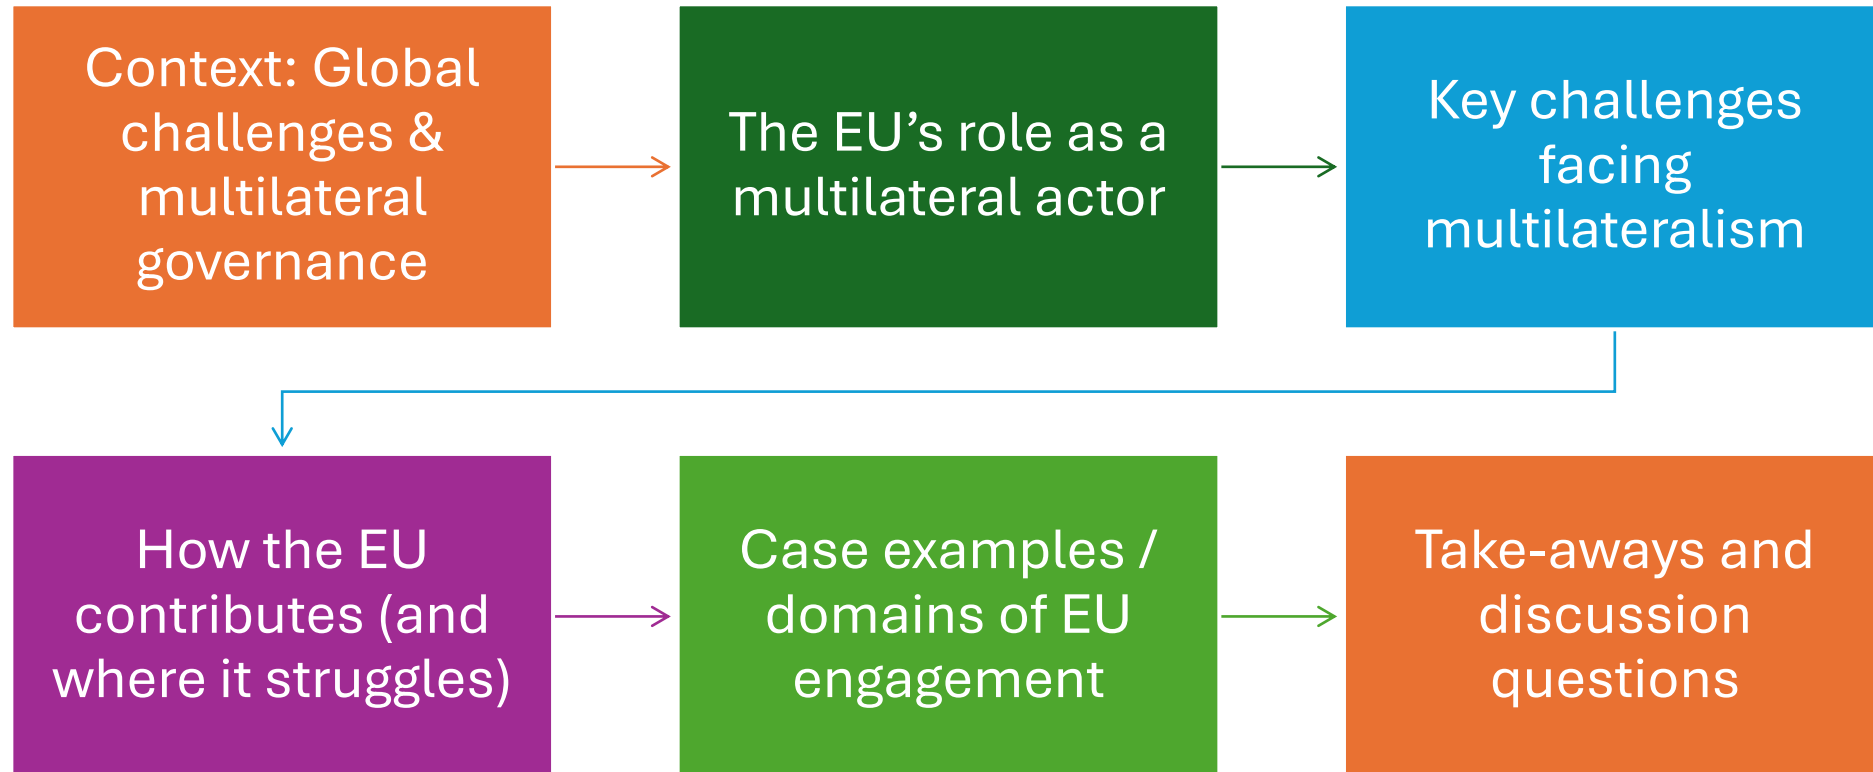 Context: Global
challenges &
multilateral
governance
The EU’s role as a
multilateral actor
Key challenges
facing
multilateralism
How the EU
contributes (and
where it struggles)
Case examples /
domains of EU
engagement
Take-aways and
discussion
questions